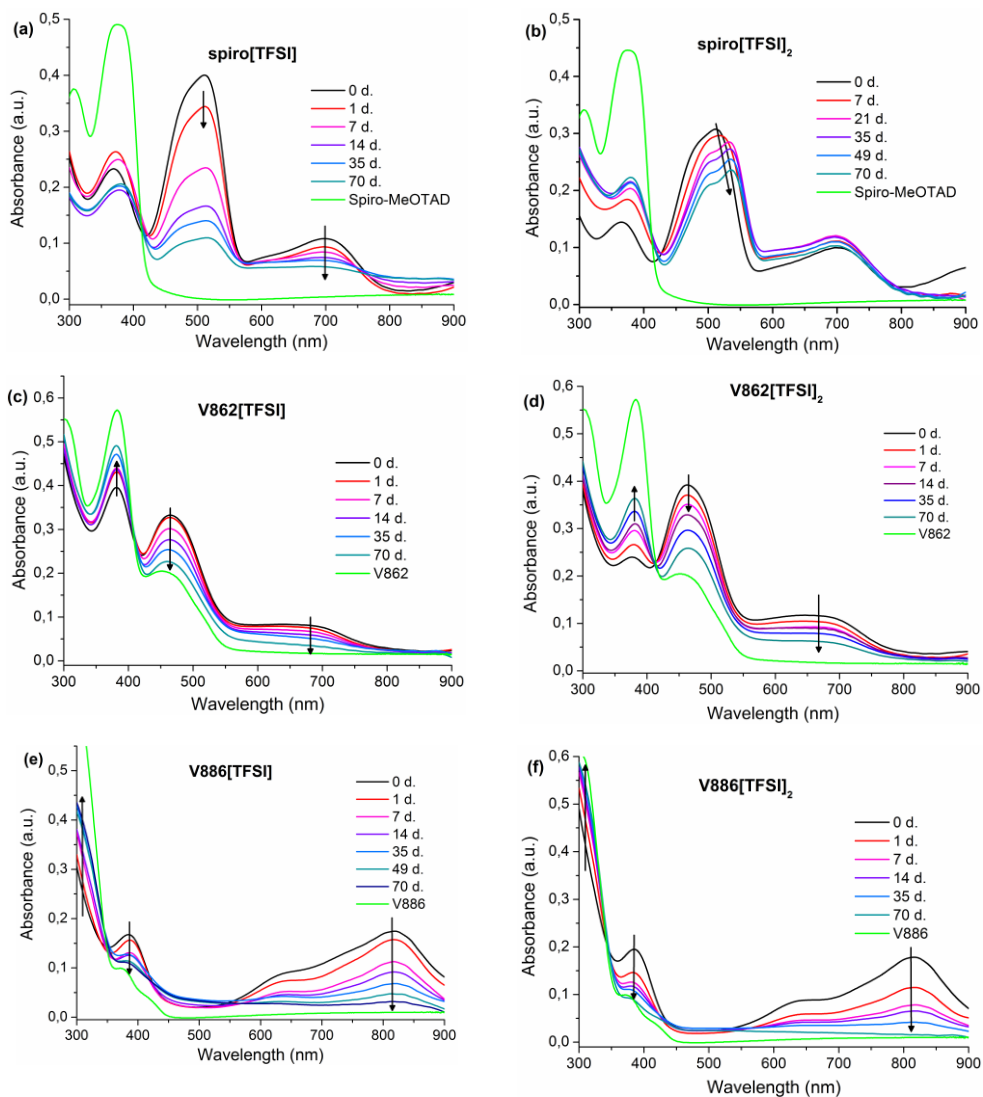 (a)
spiro[TFSI]
0 d.
1 d.
7 d.
14 d.
35 d.
70 d.
Spiro-MeOTAD
0,5
0,4
0,3
0,2
0,1
0,0
Absorbance (a.u.)
300 400 500 600 700 800 900
Wavelength (nm)
(b)
spiro[TFSI]₂
0 d.
7 d.
21 d.
35 d.
49 d.
70 d.
Spiro-MeOTAD
0,5
0,4
0,3
0,2
0,1
0,0
Absorbance (a.u.)
300 400 500 600 700 800 900
Wavelength (nm)
(c)
V862[TFSI]
0 d.
1 d.
7 d.
14 d.
35 d.
70 d.
V862
0,6
0,5
0,4
0,3
0,2
0,1
0,0
Absorbance (a.u.)
300 400 500 600 700 800 900
Wavelength (nm)
(d)
V862[TFSI]₂
0 d.
1 d.
7 d.
14 d.
35 d.
70 d.
V862
0,6
0,5
0,4
0,3
0,2
0,1
0,0
Absorbance (a.u.)
300 400 500 600 700 800 900
Wavelength (nm)
(e)
V886[TFSI]
0 d.
1 d.
7 d.
14 d.
35 d.
49 d.
70 d.
V886
0,5
0,4
0,3
0,2
0,1
0,0
Absorbance (a.u.)
300 400 500 600 700 800 900
Wavelength (nm)
(f)
V886[TFSI]₂
0 d.
1 d.
7 d.
14 d.
35 d.
70 d.
V886
0,6
0,5
0,4
0,3
0,2
0,1
0,0
Absorbance (a.u.)
300 400 500 600 700 800 900
Wavelength (nm)